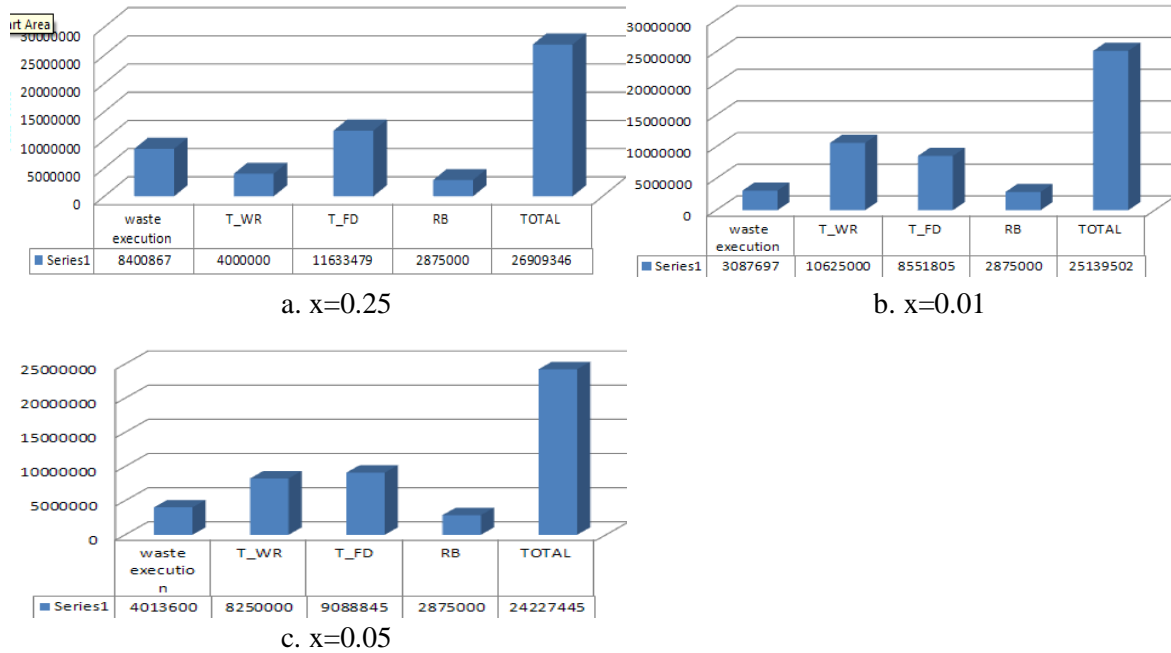 art Area
30000000
25000000
20000000
15000000
10000000
5000000
0
waste execution T_WR T_FD RB TOTAL
Series1 8400867 4000000 11633479 2875000 26909346
a. x=0.25
30000000
25000000
20000000
15000000
10000000
5000000
0
waste execution T_WR T_FD RB TOTAL
Series1 3087697 10625000 8551805 2875000 25139502
b. x=0.01
25000000
20000000
15000000
10000000
5000000
0
waste executio n T_WR T_FD RB TOTAL
Series1 4013600 8250000 9088845 2875000 24227445
c. x=0.05